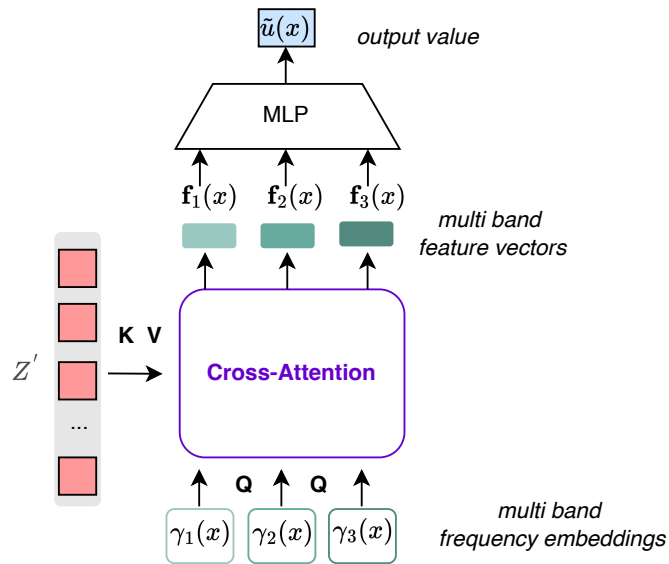 ũ(x)
output value
MLP
f₁(x) f₂(x) f₃(x)
multi band
feature vectors
K V
Z′
Cross-Attention
...
Q Q
γ₁(x) γ₂(x) γ₃(x)
multi band
frequency embeddings